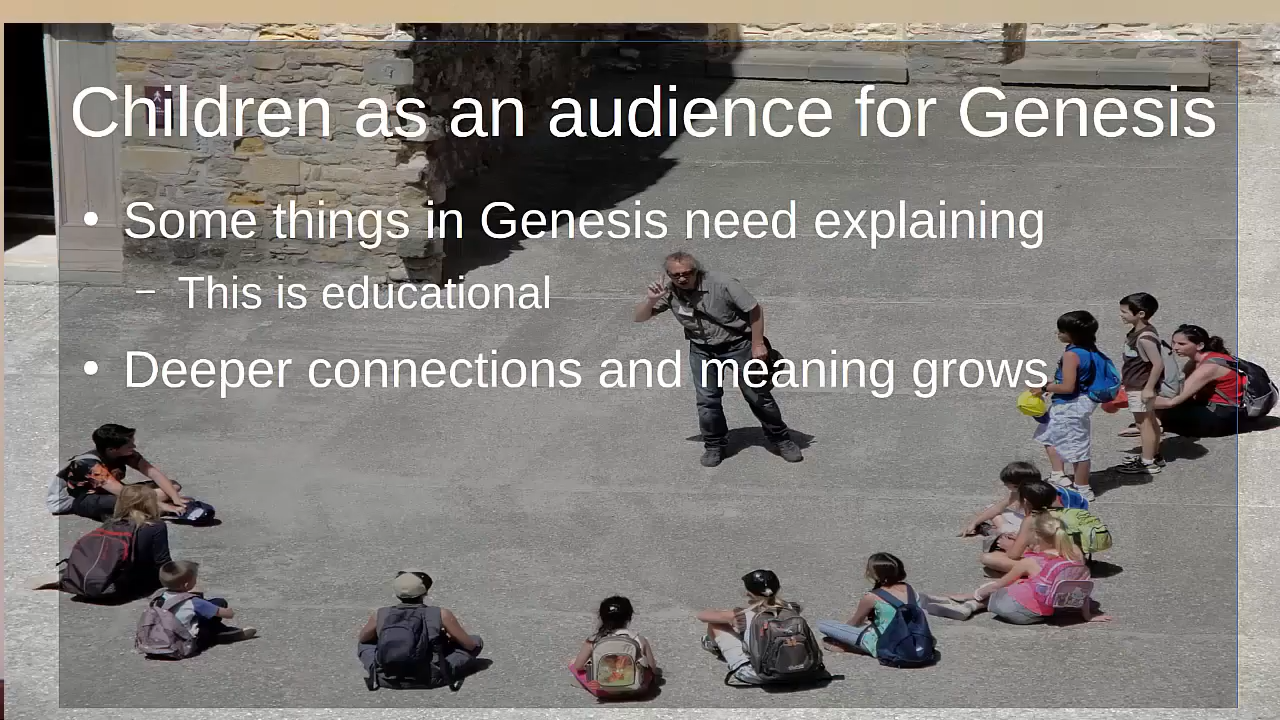 Children as an audience for Genesis
• Some things in Genesis need explaining
– This is educational
• Deeper connections and meaning grows